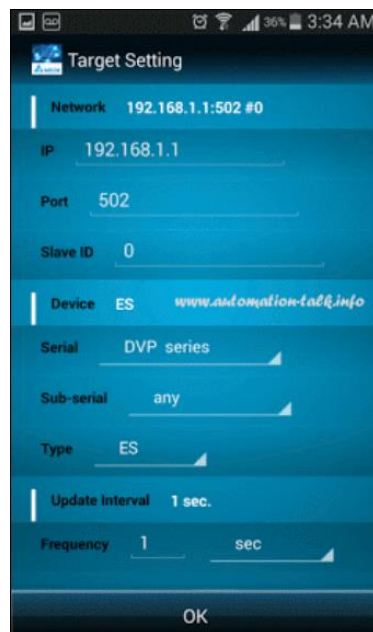 36% 3:34 AM
Target Setting
Network 192.168.1.1:502 #0
IP 192.168.1.1
Port 502
Slave ID 0
Device ES www.automation-talk.info
Serial DVP series
Sub-serial any
Type ES
Update Interval 1 sec.
Frequency 1 sec
OK